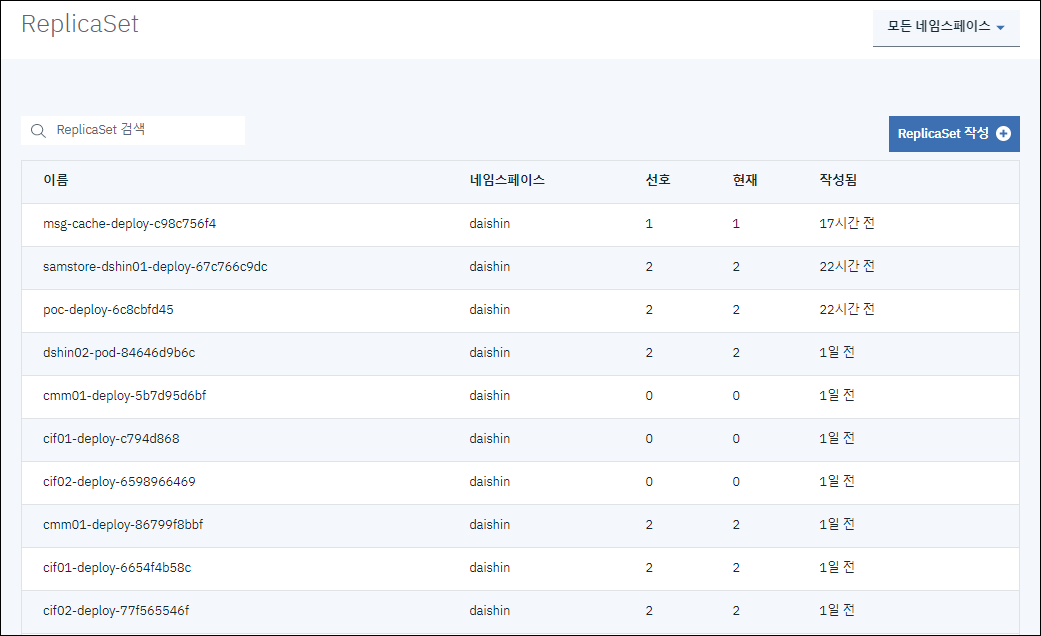 ReplicaSet
모든 네임스페이스
ReplicaSet 검색
ReplicaSet 작성
이름 네임스페이스 선호 현재 작성됨
msg-cache-deploy-c98c756f4 daishin 1 1 17시간 전
samstore-dshin01-deploy-67c766c9dc daishin 2 2 22시간 전
poc-deploy-6c8cbfd45 daishin 2 2 22시간 전
dshin02-pod-84646d9b6c daishin 2 2 1일 전
cmm01-deploy-5b7d95d6bf daishin 0 0 1일 전
cif01-deploy-c794d868 daishin 0 0 1일 전
cif02-deploy-6598966469 daishin 0 0 1일 전
cmm01-deploy-86799f8bbf daishin 2 2 1일 전
cif01-deploy-6654f4b58c daishin 2 2 1일 전
cif02-deploy-77f565546f daishin 2 2 1일 전